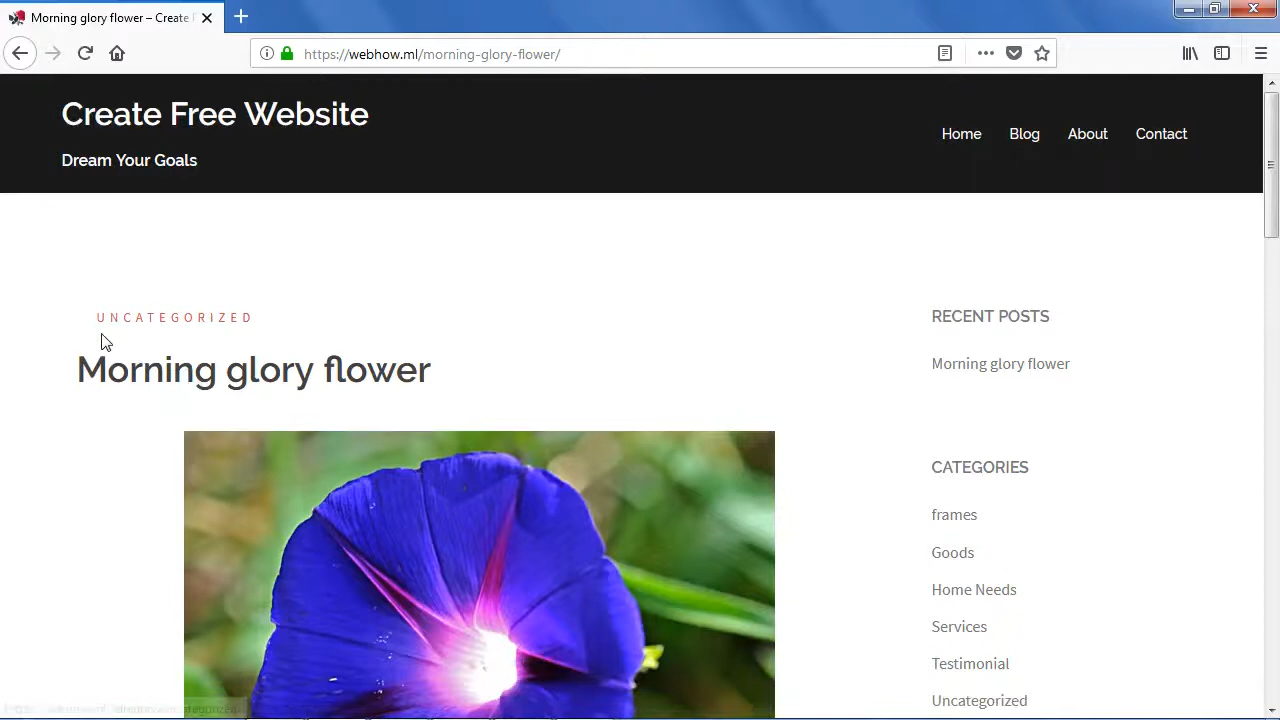 Morning glory flower – Create
https://webhow.ml/morning-glory-flower/
Create Free Website
Dream Your Goals
Home
Blog
About
Contact
UNCATEGORIZED
Morning glory flower
RECENT POSTS
Morning glory flower
CATEGORIES
frames
Goods
Home Needs
Services
Testimonial
Uncategorized